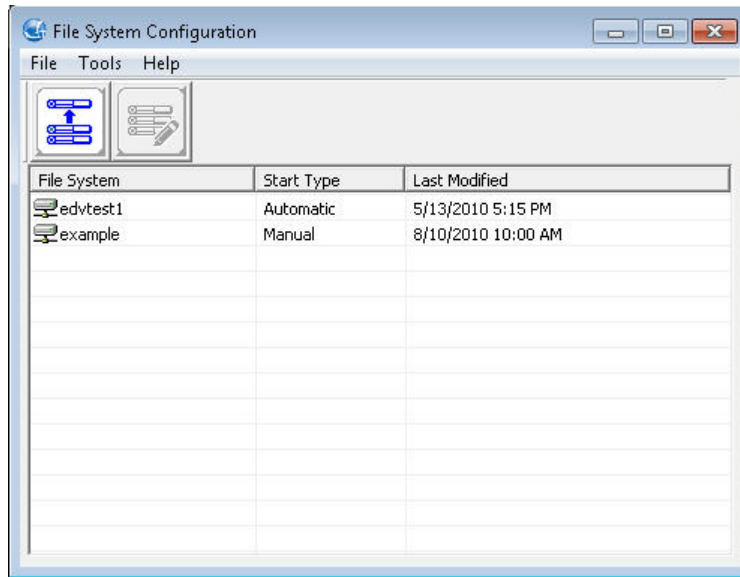 File System Configuration
File Tools Help
File System Start Type Last Modified
edvtest1 Automatic 5/13/2010 5:15 PM
example Manual 8/10/2010 10:00 AM